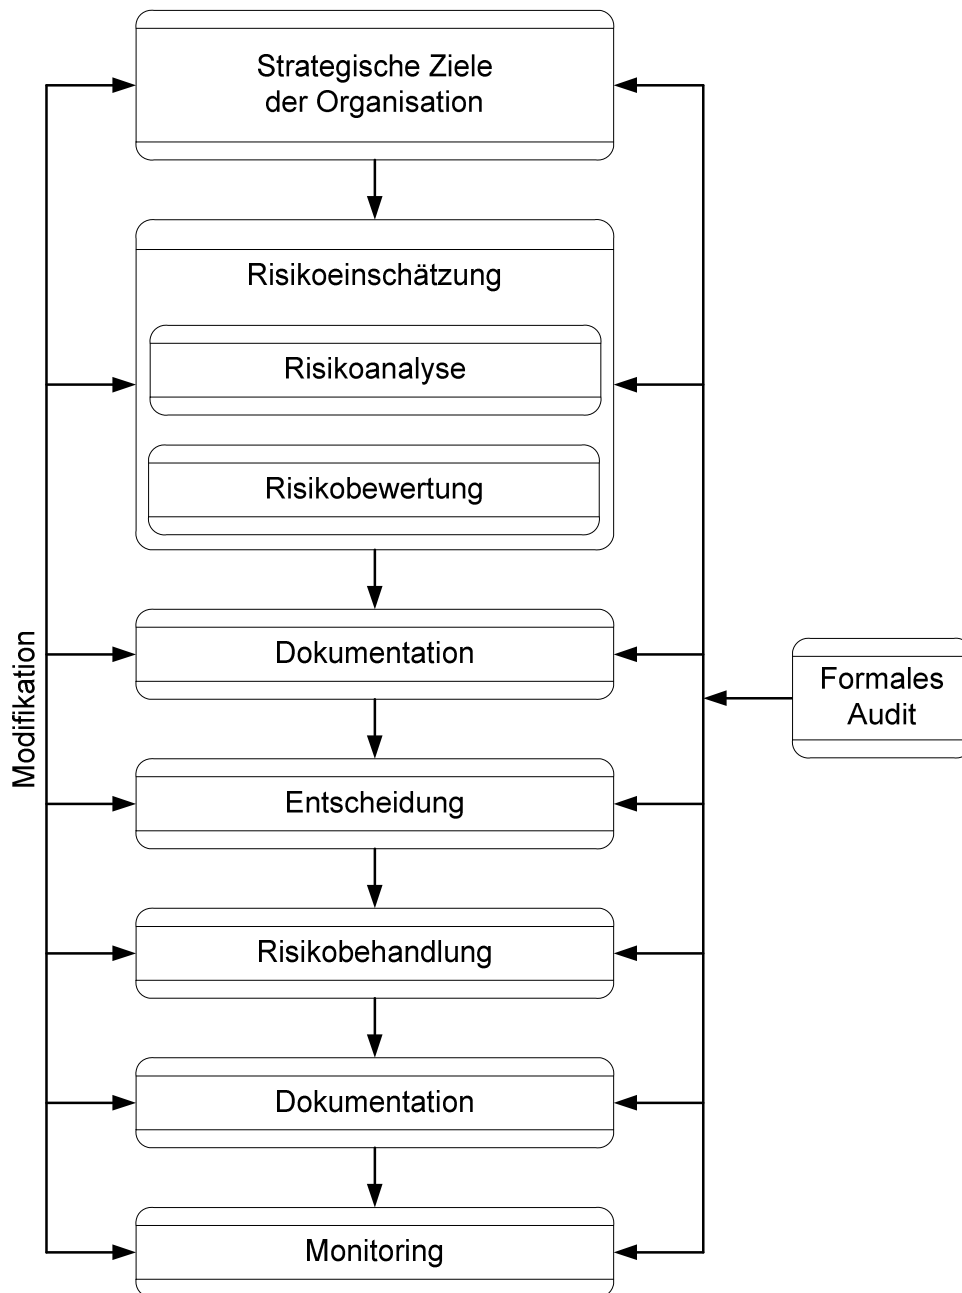 Strategische Ziele
der Organisation
Risikoeinschätzung
Risikoanalyse
Risikobewertung
Dokumentation
Entscheidung
Risikobehandlung
Dokumentation
Monitoring
Modifikation
Formales
Audit